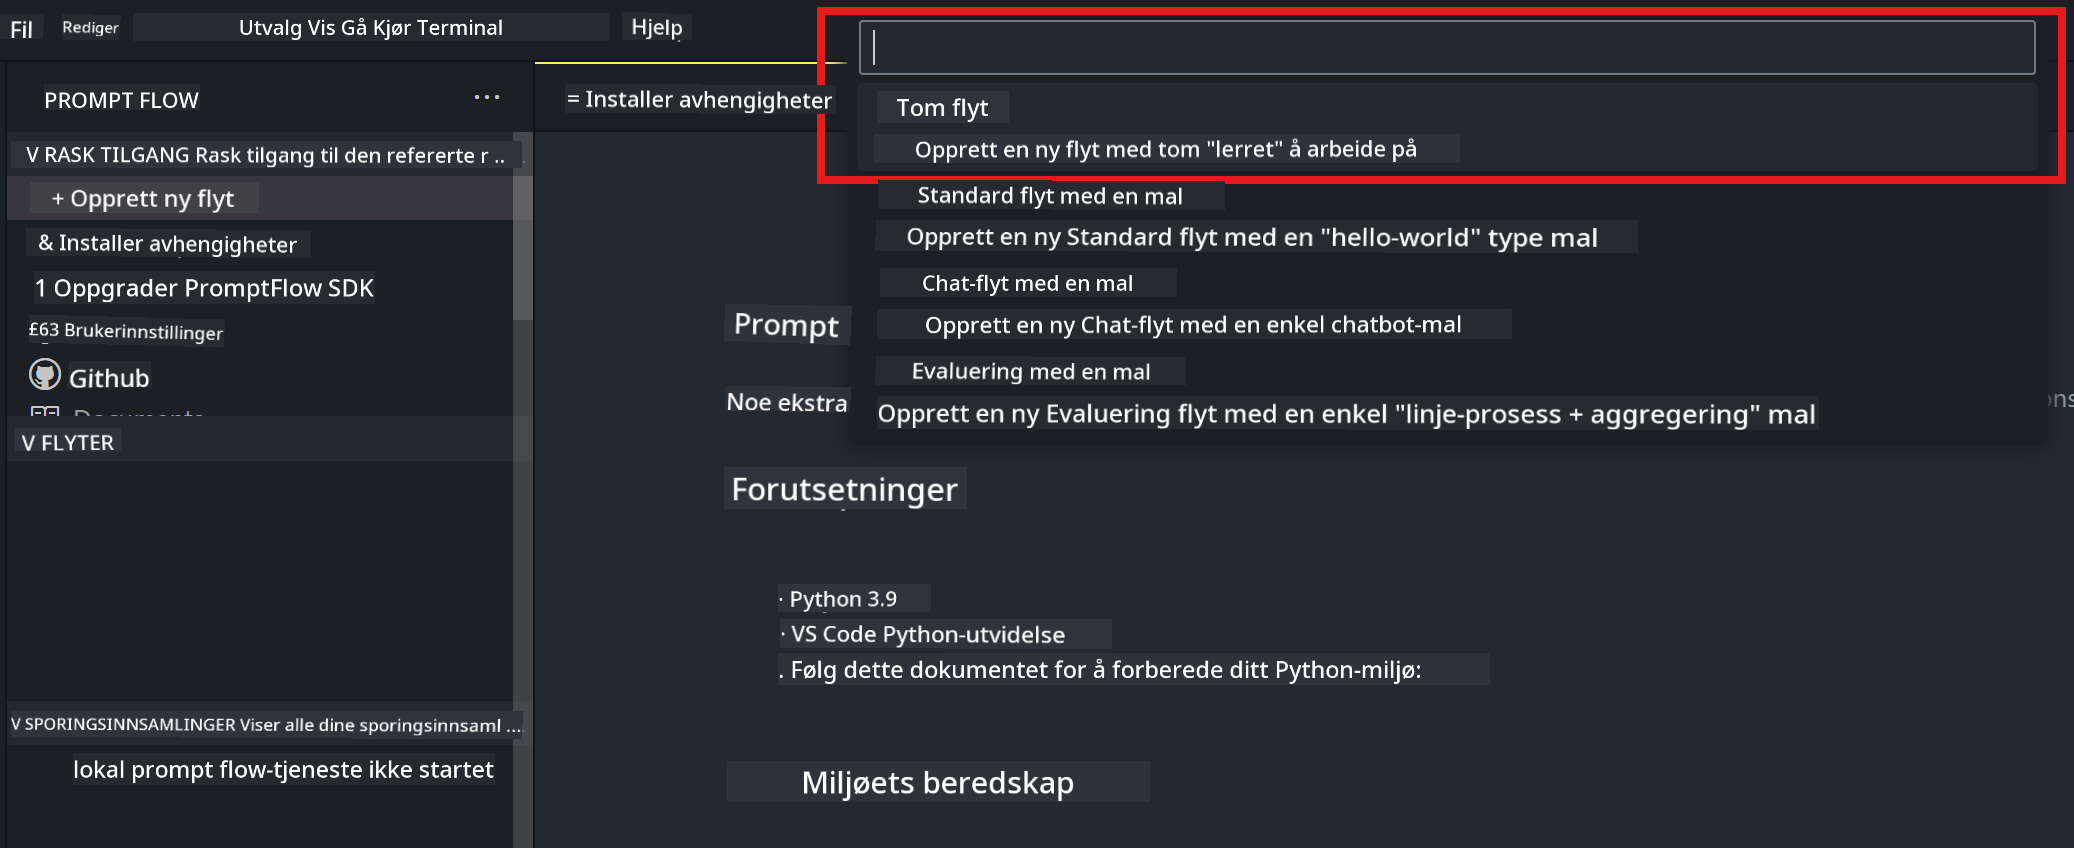 Fil Rediger Utvalg Vis Gå Kjør Terminal Hjelp
PROMPT FLOW ...
V RASK TILGANG Rask tilgang til den refererte r ..
+ Opprett ny flyt
& Installer avhengigheter
1 Oppgrader PromptFlow SDK
£63 Brukerinnstillinger
Github
V FLYTER
V SPORINGSINNSAMLINGER Viser alle dine sporingsinnsaml ...
lokal prompt flow-tjeneste ikke startet
= Installer avhengigheter
Tom flyt
Opprett en ny flyt med tom "lerret" å arbeide på
Standard flyt med en mal
Opprett en ny Standard flyt med en "hello-world" type mal
Chat-flyt med en mal
Opprett en ny Chat-flyt med en enkel chatbot-mal
Evaluering med en mal
Opprett en ny Evaluering flyt med en enkel "linje-prosess + aggregering" mal
Prompt
Noe ekstra
Forutsetninger
· Python 3.9
· VS Code Python-utvidelse
. Følg dette dokumentet for å forberede ditt Python-miljø:
Miljøets beredskap